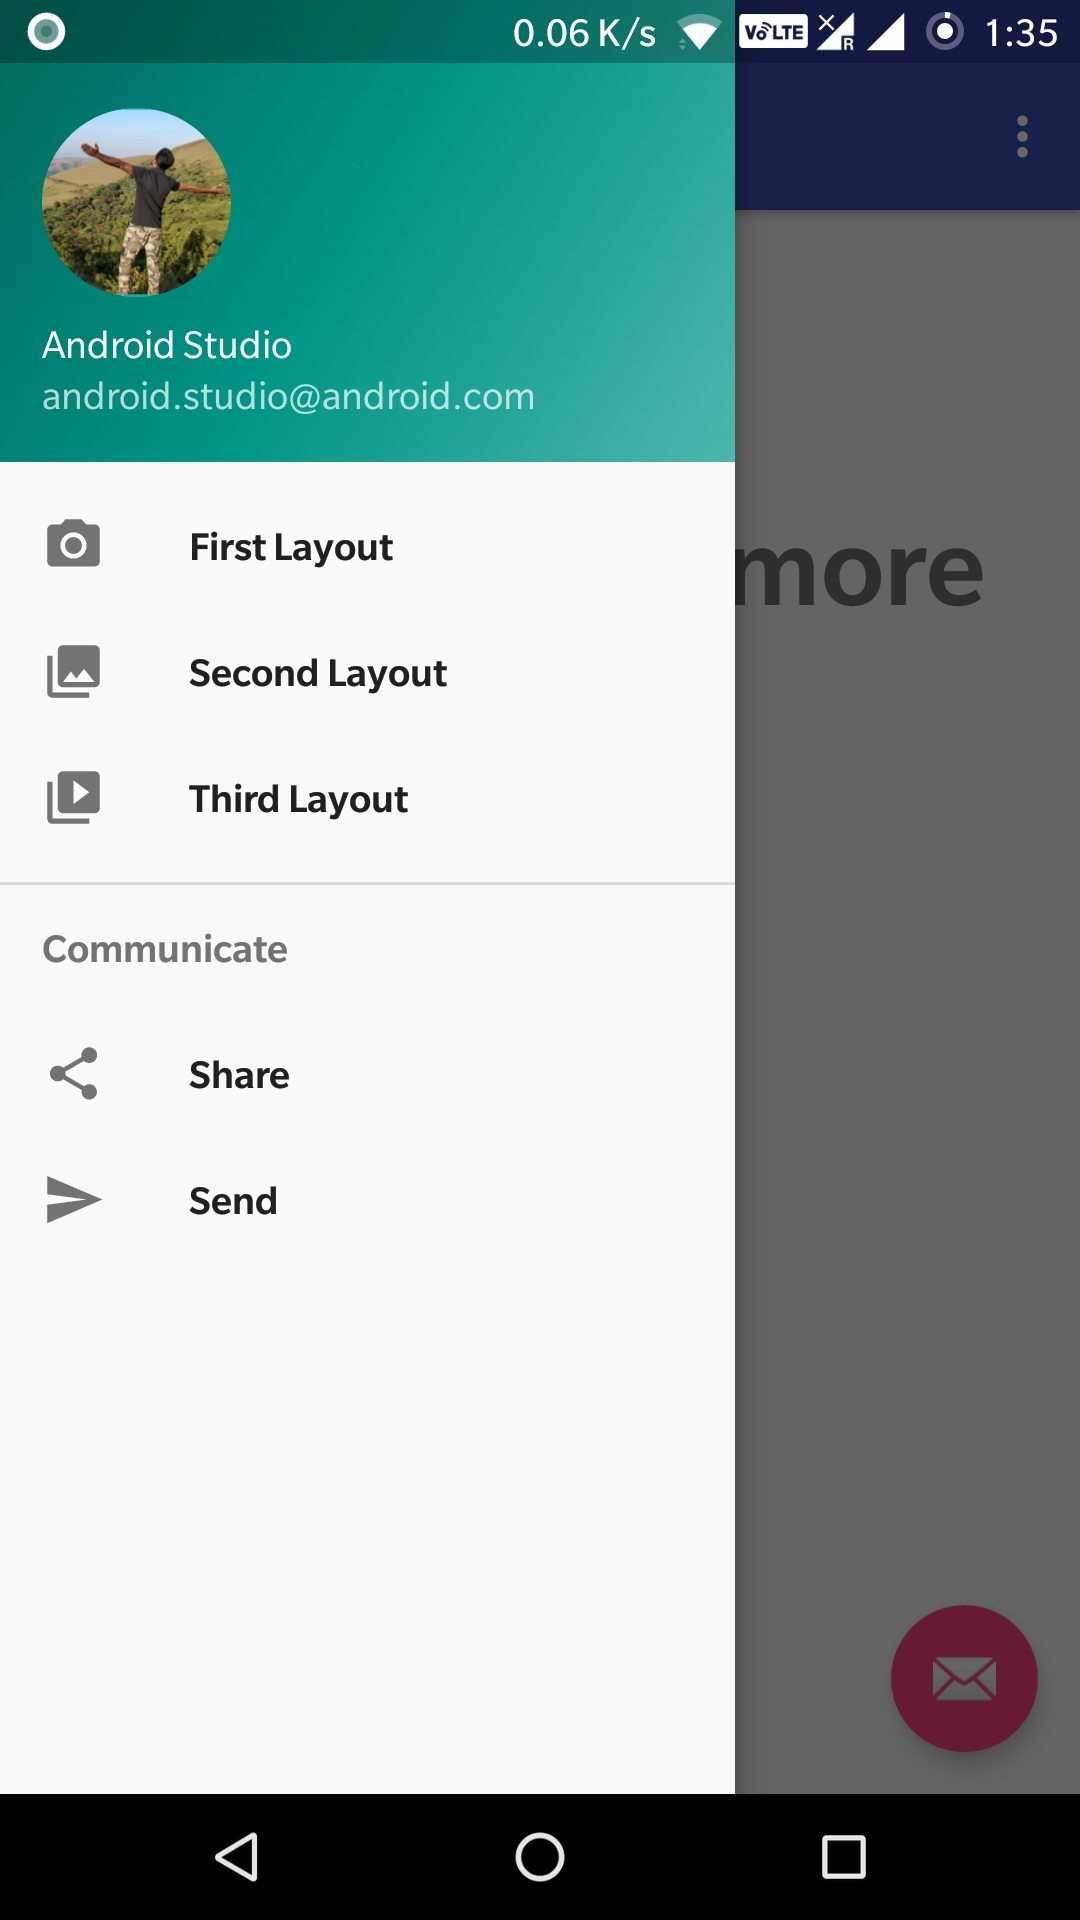 0.06 K/s VoLTE R 1:35
Android Studio
android.studio@android.com
First Layout
more
Second Layout
Third Layout
Communicate
Share
Send